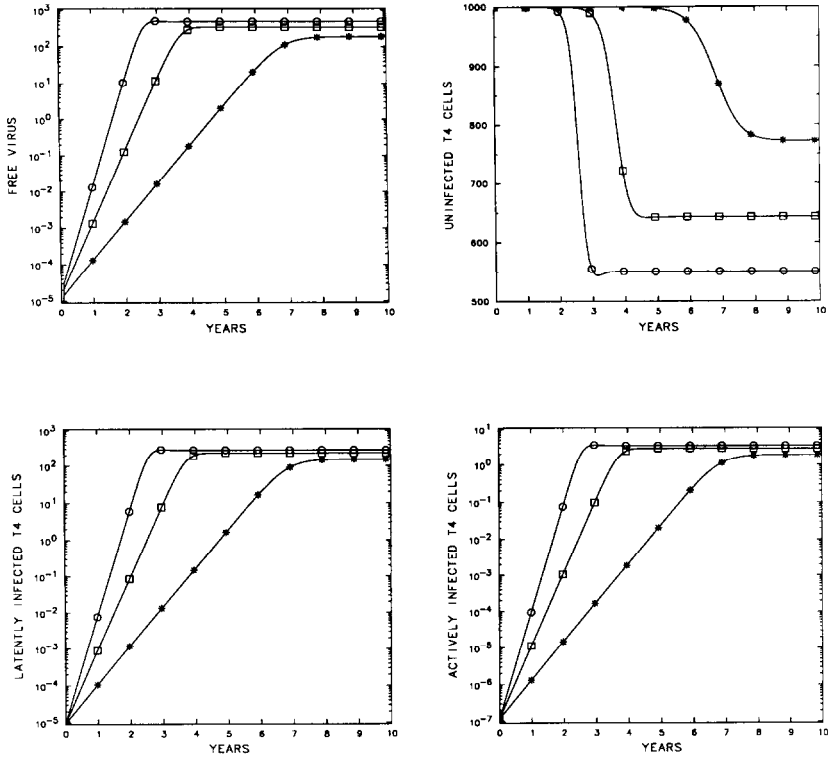 10³
10²
10¹
10⁰
10⁻¹
10⁻²
10⁻³
10⁻⁴
10⁻⁵
FREE VIRUS
0 1 2 3 4 5 6 7 8 9 10
YEARS
1000
900
800
700
600
500
UNINFECTED T4 CELLS
0 1 2 3 4 5 6 7 8 9 10
YEARS
10³
10²
10¹
10⁰
10⁻¹
10⁻²
10⁻³
10⁻⁴
10⁻⁵
LATENTLY INFECTED T4 CELLS
0 1 2 3 4 5 6 7 8 9 10
YEARS
10¹
10⁰
10⁻¹
10⁻²
10⁻³
10⁻⁴
10⁻⁵
10⁻⁶
10⁻⁷
ACTIVELY INFECTED T4 CELLS
0 1 2 3 4 5 6 7 8 9 10
YEARS